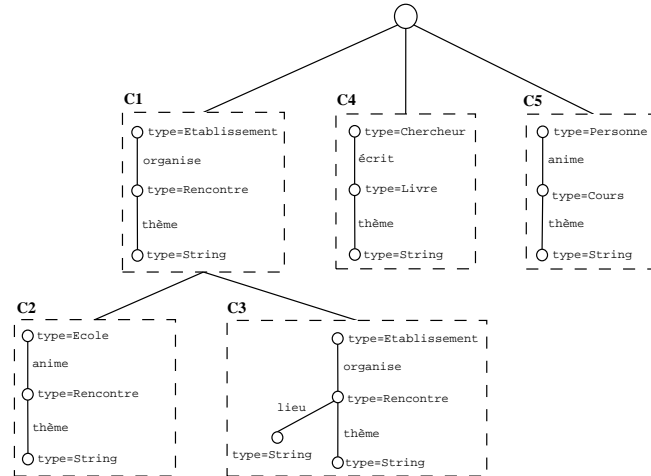 C1
type=Etablissement
organise
type=Rencontre
thème
type=String
C4
type=Chercheur
écrit
type=Livre
thème
type=String
C5
type=Personne
anime
type=Cours
thème
type=String
C2
type=Ecole
anime
type=Rencontre
thème
type=String
C3
type=Etablissement
organise
type=Rencontre
lieu
type=String
thème
type=String